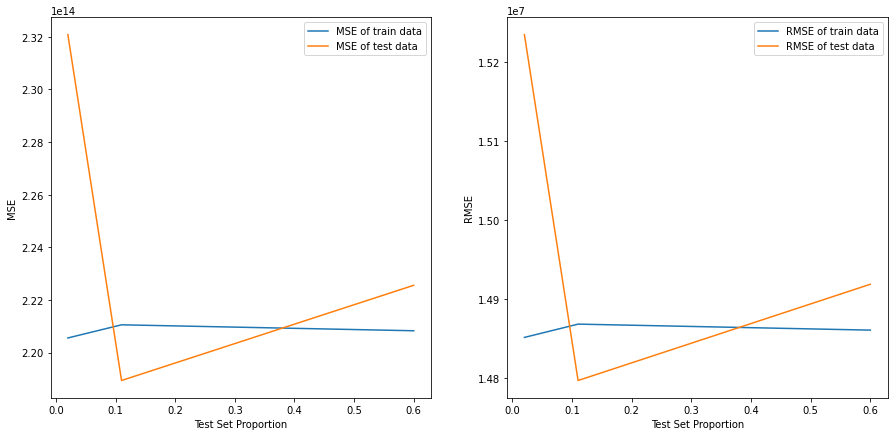 1e14
2.32
2.30
2.28
2.26
2.24
2.22
2.20
MSE
0.0 0.1 0.2 0.3 0.4 0.5 0.6
Test Set Proportion
MSE of train data
MSE of test data
1e7
1.52
1.51
1.50
1.49
1.48
RMSE
0.0 0.1 0.2 0.3 0.4 0.5 0.6
Test Set Proportion
RMSE of train data
RMSE of test data